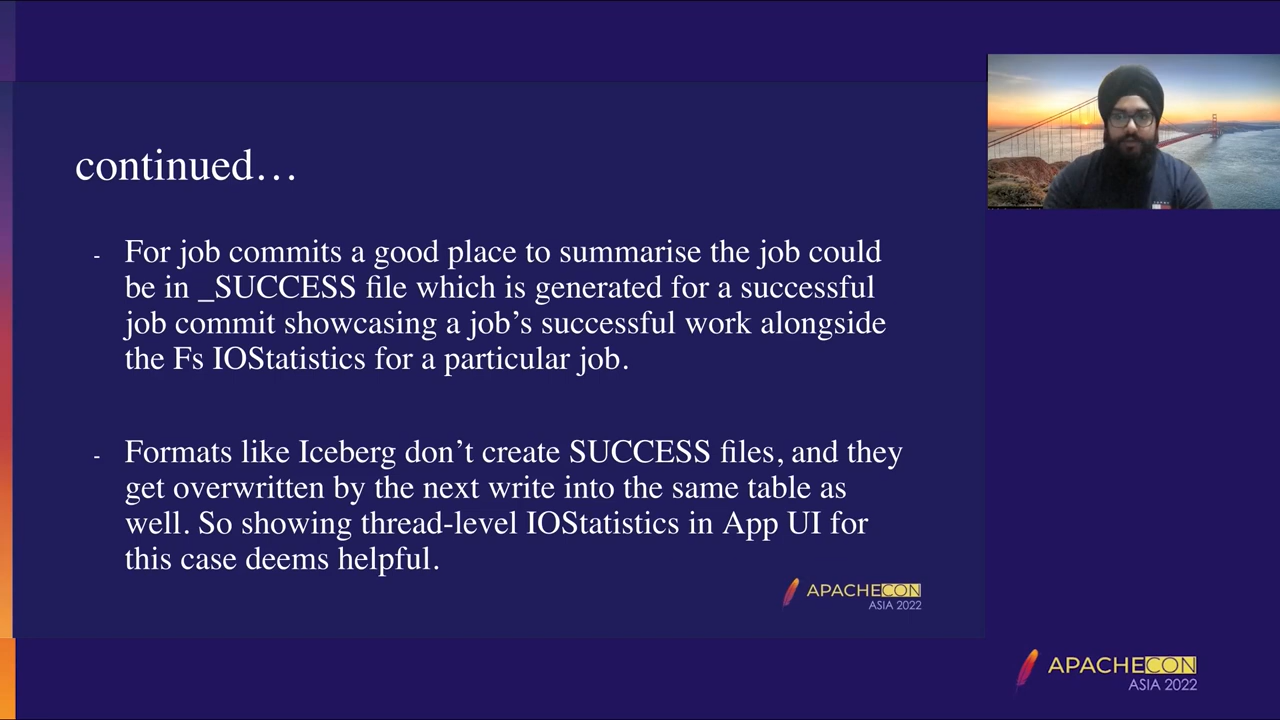 continued…
- For job commits a good place to summarise the job could
be in _SUCCESS file which is generated for a successful
job commit showcasing a job's successful work alongside
the Fs IOStatistics for a particular job.
- Formats like Iceberg don't create SUCCESS files, and they
get overwritten by the next write into the same table as
well. So showing thread-level IOStatistics in App UI for
this case deems helpful.
APACHECON
ASIA 2022
APACHECON
ASIA 2022